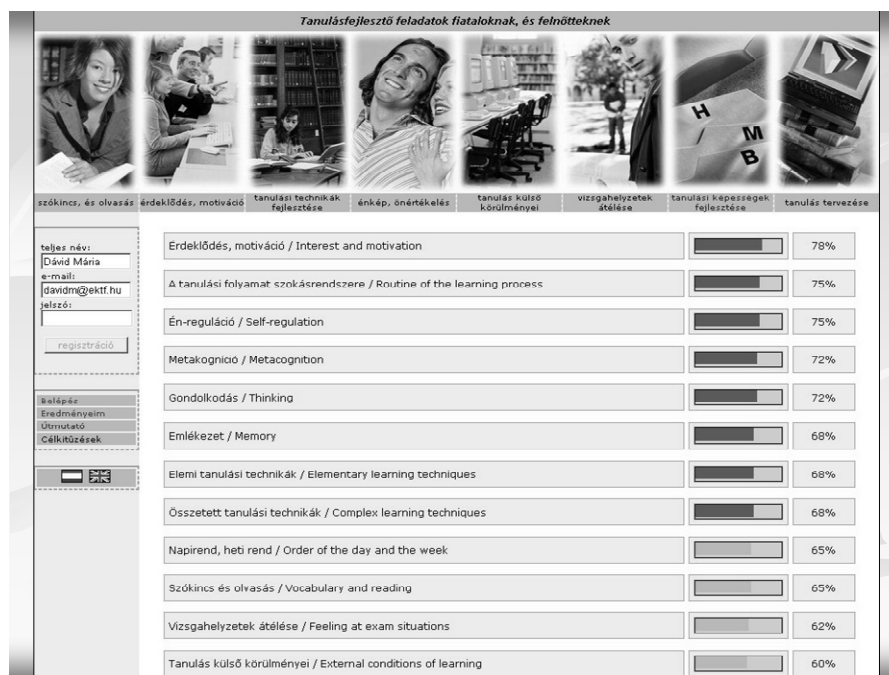 Tanulásfejlesztő feladatok fiataloknak, és felnőtteknek
H
M
B
szókincs, és olvasás
érdeklődés, motiváció
tanulási technikák
fejlesztése
énkép, önértékelés
tanulás külső
körülményei
vizsgahelyzetek
átélése
tanulási képességek
fejlesztése
tanulás tervezése
teljes név:
Dávid Mária
e-mail:
davidm@ektf.hu
jelszó:
regisztráció
Belépés
Eredményeim
Útmutató
Célkitűzések
Érdeklődés, motiváció / Interest and motivation 78%
A tanulási folyamat szokásrendszere / Routine of the learning process 75%
Én-reguláció / Self-regulation 75%
Metakognició / Metacognition 72%
Gondolkodás / Thinking 72%
Emlékezet / Memory 68%
Elemi tanulási technikák / Elementary learning techniques 68%
Összetett tanulási technikák / Complex learning techniques 68%
Napirend, heti rend / Order of the day and the week 65%
Szókincs és olvasás / Vocabulary and reading 65%
Vizsgahelyzetek átélése / Feeling at exam situations 62%
Tanulás külső körülményei / External conditions of learning 60%